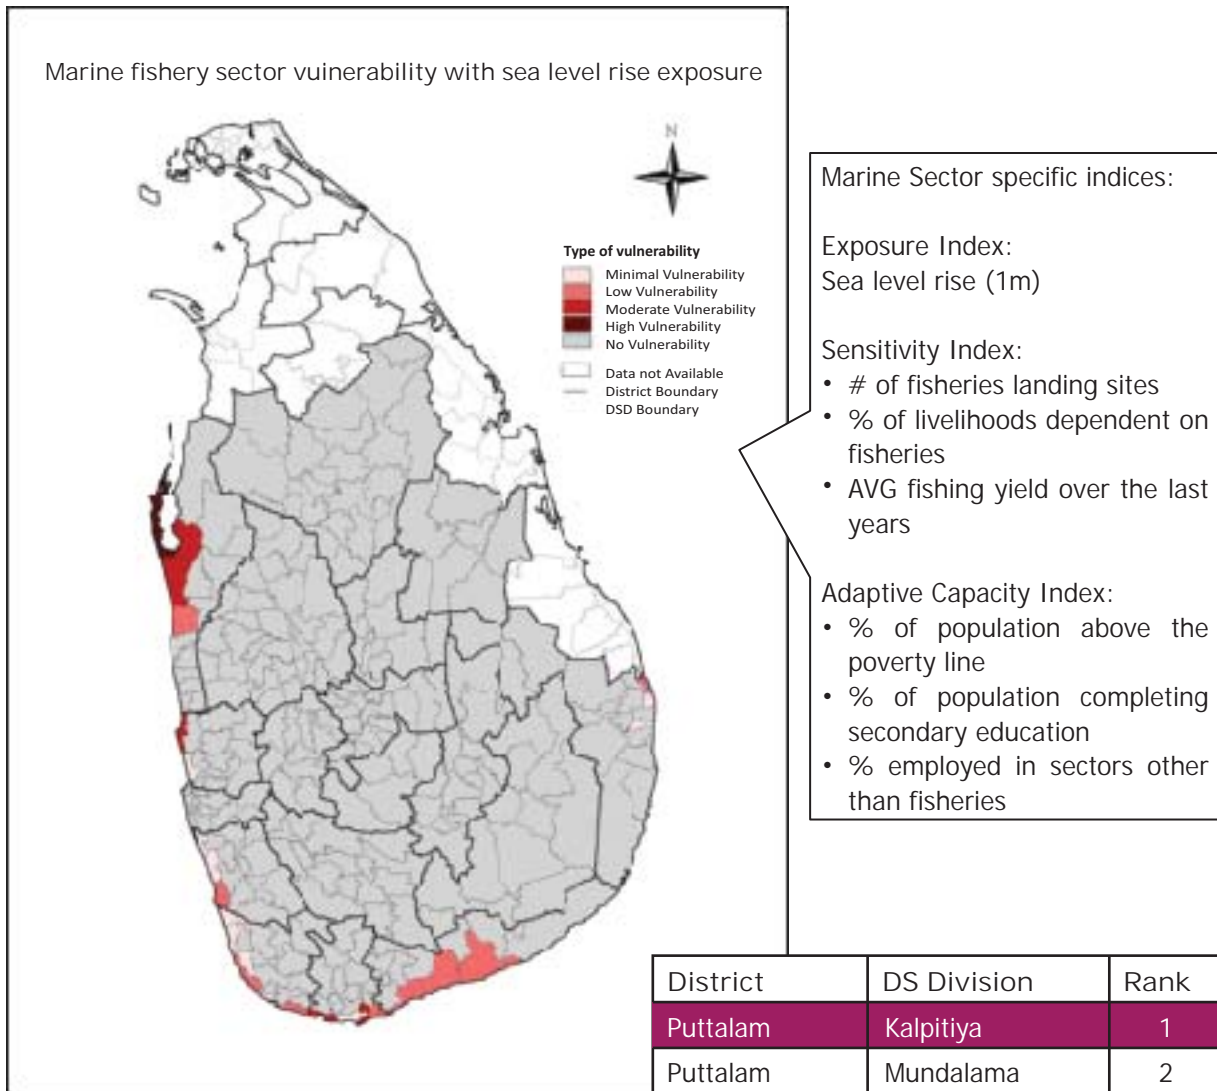 Marine fishery sector vuinerability with sea level rise exposure
N
Type of vulnerability
Minimal Vulnerability
Low Vulnerability
Moderate Vulnerability
High Vulnerability
No Vulnerability
Data not Available
District Boundary
DSD Boundary
Marine Sector specific indices:
Exposure Index:
Sea level rise (1m)
Sensitivity Index:
• # of fisheries landing sites
• % of livelihoods dependent on
fisheries
• AVG fishing yield over the last
years
Adaptive Capacity Index:
• % of population above the
poverty line
• % of population completing
secondary education
• % employed in sectors other
than fisheries
District DS Division Rank
Puttalam Kalpitiya 1
Puttalam Mundalama 2